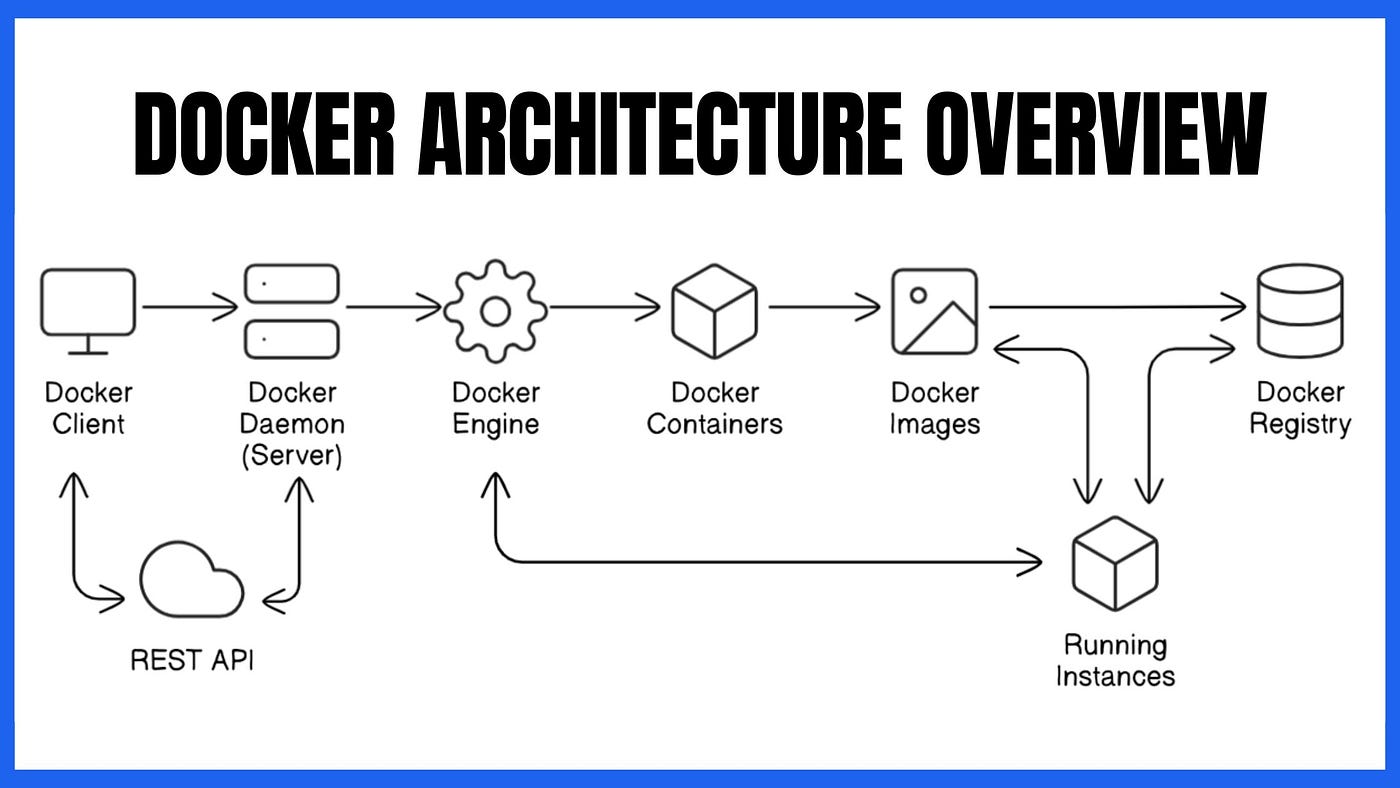 DOCKER ARCHITECTURE OVERVIEW
Docker
Client
Docker
Daemon
(Server)
Docker
Engine
Docker
Containers
Docker
Images
Docker
Registry
REST API
Running
Instances